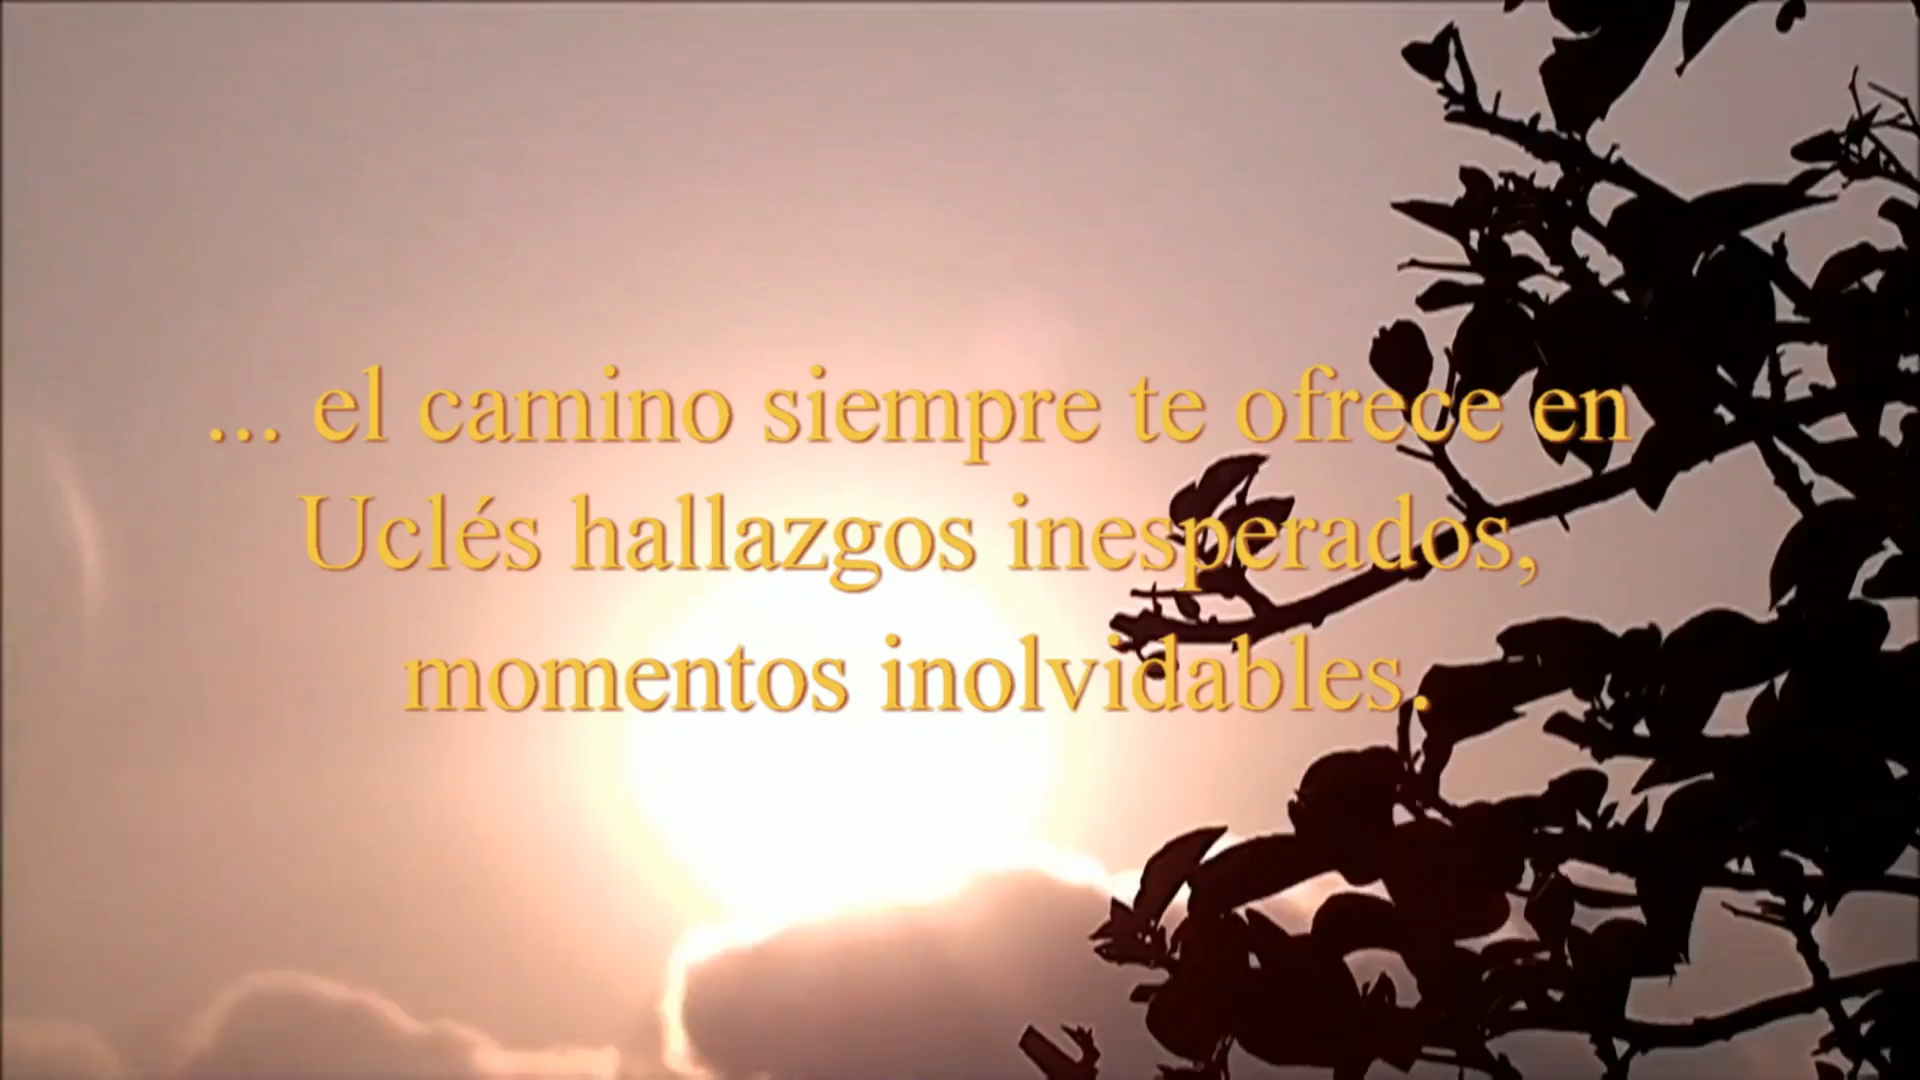 ... el camino siempre te ofrece en
Uclés hallazgos inesperados,
momentos inolvidables.